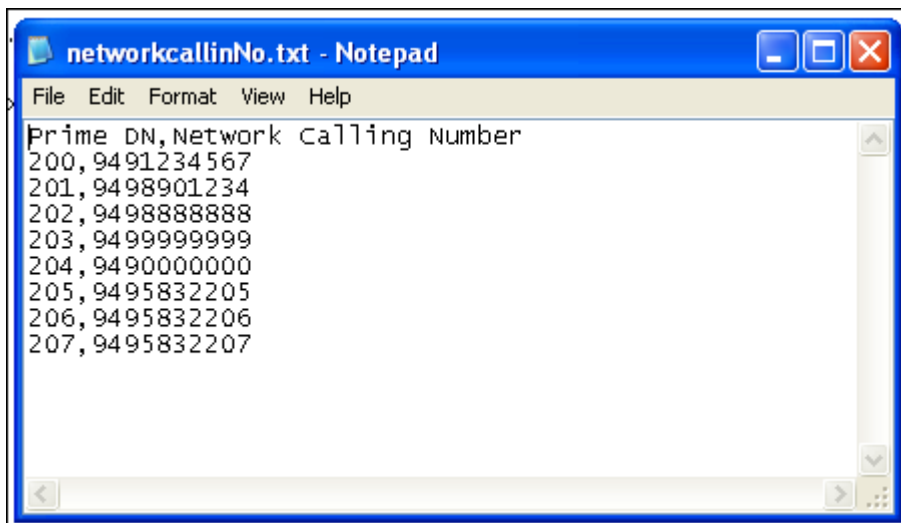 networkcallinNo.txt - Notepad
File Edit Format View Help
Prime DN,Network Calling Number
200,9491234567
201,9498901234
202,9498888888
203,9499999999
204,9490000000
205,9495832205
206,9495832206
207,9495832207